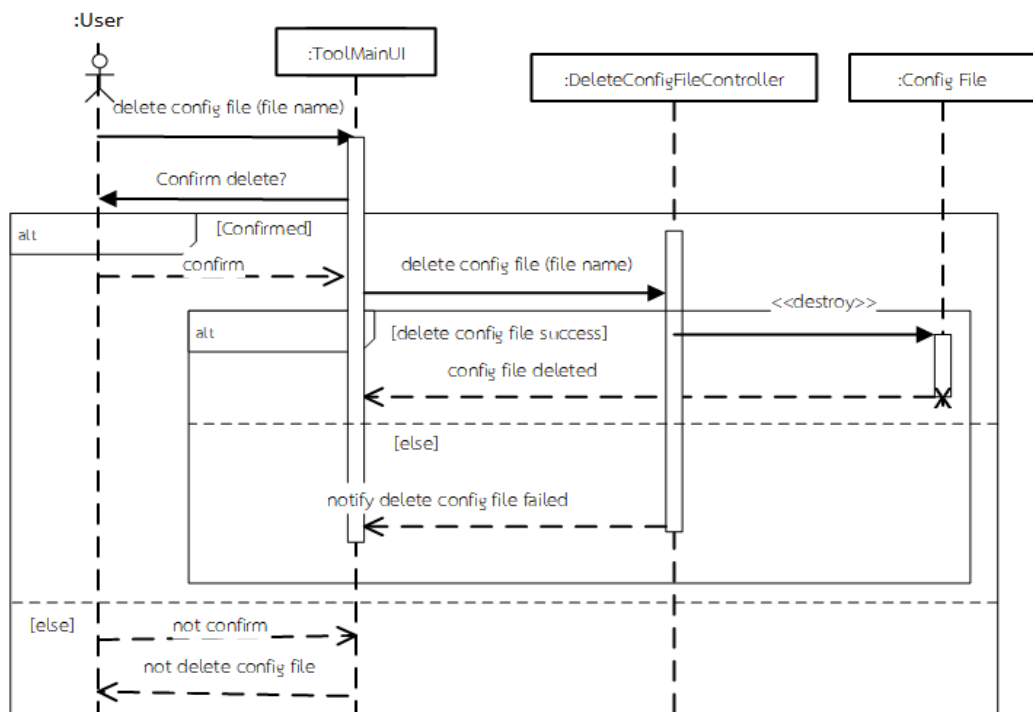 :User
:ToolMainUI
:DeleteConfigFileController
:Config File
delete config file (file name)
Confirm delete?
alt
[Confirmed]
confirm
delete config file (file name)
<<destroy>>
alt
[delete config file success]
config file deleted
[else]
notify delete config file failed
[else]
not confirm
not delete config file